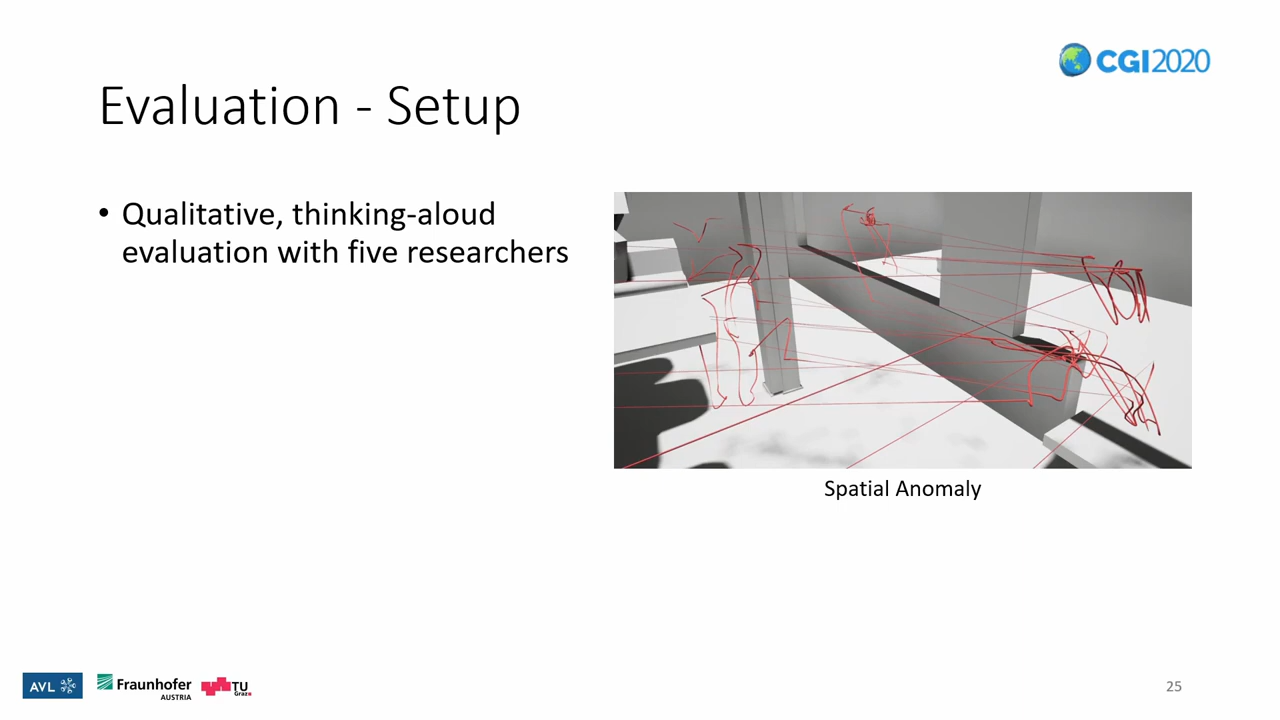 CGI2020
Evaluation - Setup
• Qualitative, thinking-aloud
evaluation with five researchers
Spatial Anomaly
AVL
Fraunhofer
AUSTRIA
TU
Graz
25